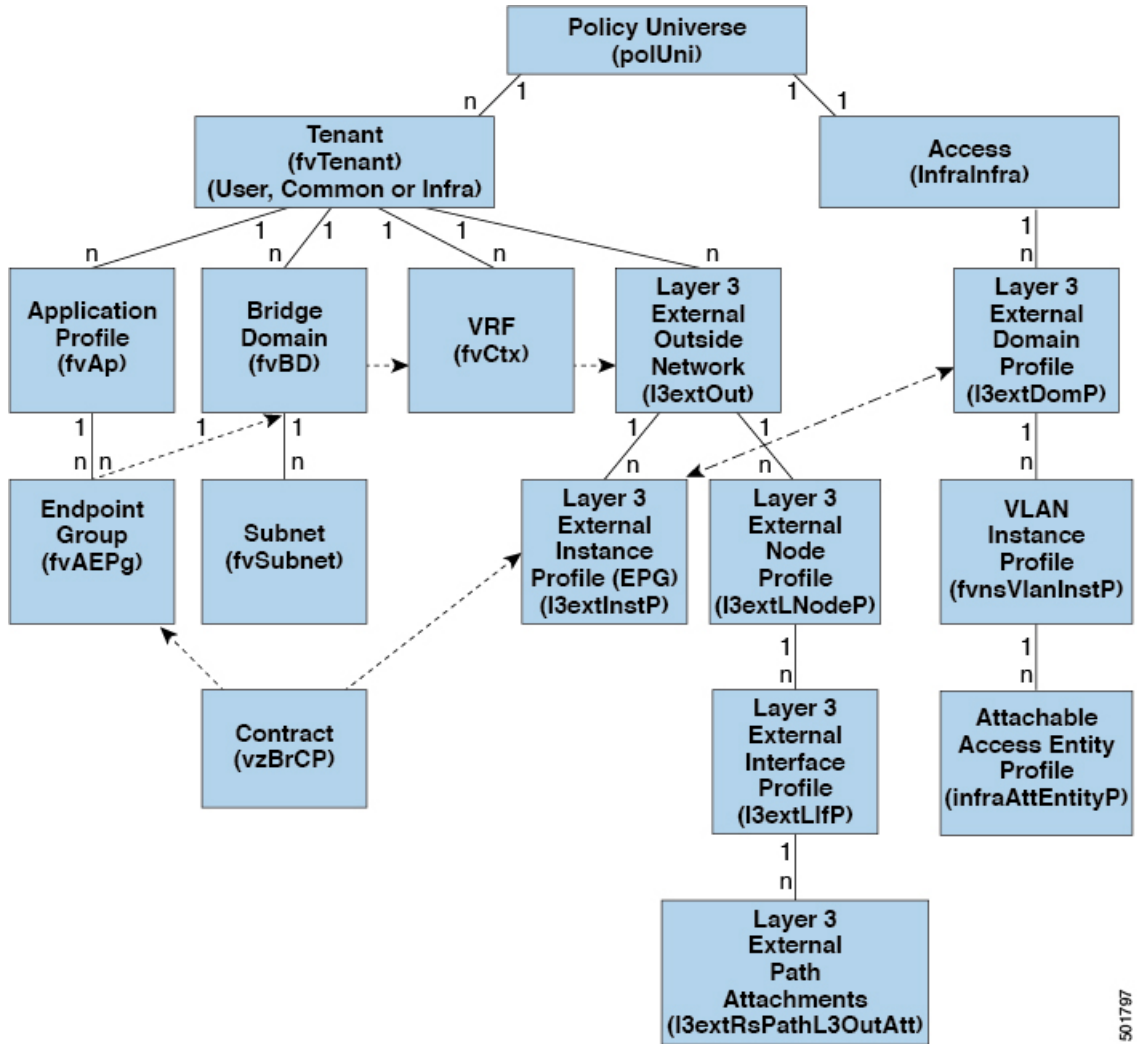 Policy Universe
(polUni)
1
1
n
1
Tenant
(fvTenant)
(User, Common or Infra)
Access
(InfraInfra)
1
1
1
1
1
n
n
n
n
n
Application
Profile
(fvAp)
Bridge
Domain
(fvBD)
VRF
(fvCtx)
Layer 3
External
Outside
Network
(l3extOut)
Layer 3
External
Domain
Profile
(l3extDomP)
1
1
1
1
1
1
n
n
n
n
n
n
Endpoint
Group
(fvAEPg)
Subnet
(fvSubnet)
Layer 3
External
Instance
Profile (EPG)
(l3extInstP)
Layer 3
External
Node
Profile
(l3extLNodeP)
VLAN
Instance
Profile
(fvnsVlanInstP)
1
1
n
n
Contract
(vzBrCP)
Layer 3
External
Interface
Profile
(l3extLIfP)
Attachable
Access Entity
Profile
(infraAttEntityP)
1
n
Layer 3
External
Path
Attachments
(l3extRsPathL3OutAtt)
501797